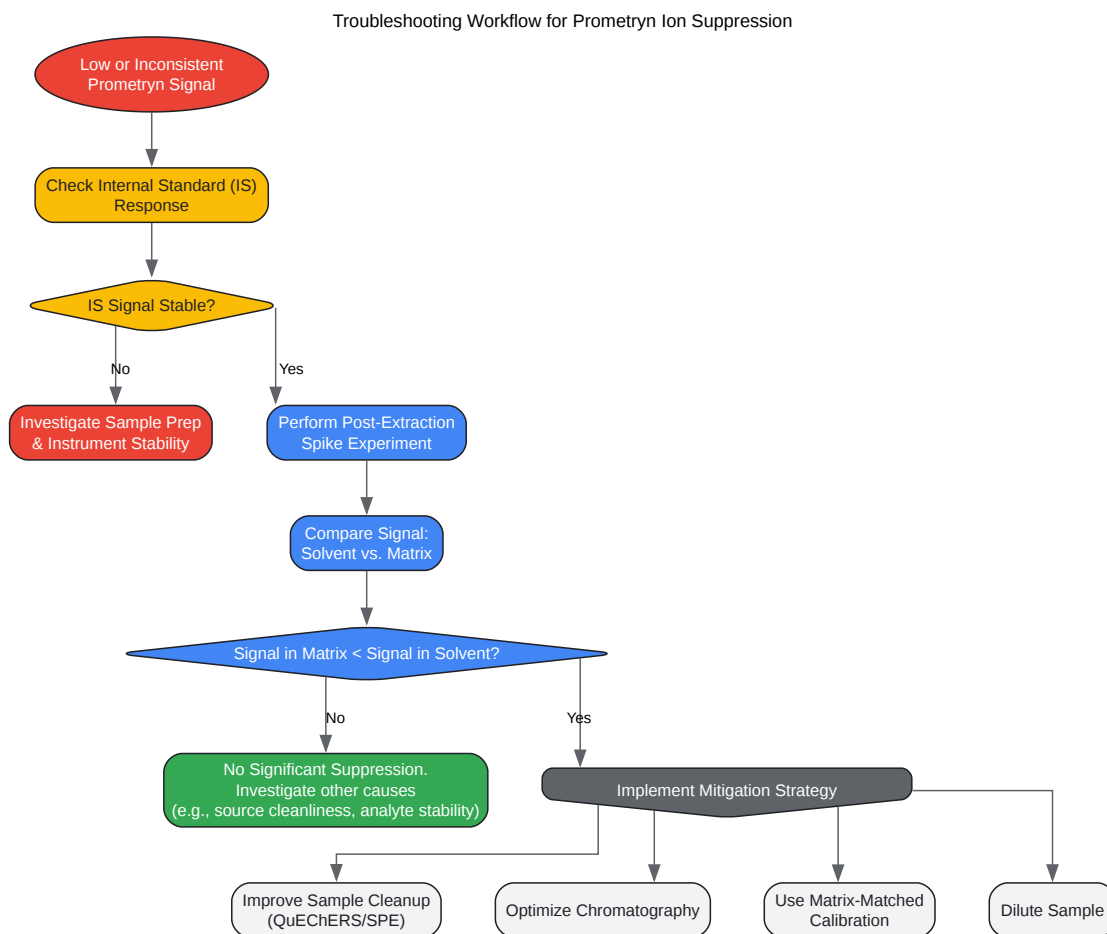 Troubleshooting Workflow for Prometryn Ion Suppression
Low or Inconsistent
Prometryn Signal
Check Internal Standard (IS)
Response
IS Signal Stable?
No
Yes
Investigate Sample Prep
& Instrument Stability
Perform Post-Extraction
Spike Experiment
Compare Signal:
Solvent vs. Matrix
Signal in Matrix < Signal in Solvent?
No
Yes
No Significant Suppression.
Investigate other causes
(e.g., source cleanliness, analyte stability)
Implement Mitigation Strategy
Improve Sample Cleanup
(QuEChERS/SPE)
Optimize Chromatography
Use Matrix-Matched
Calibration
Dilute Sample